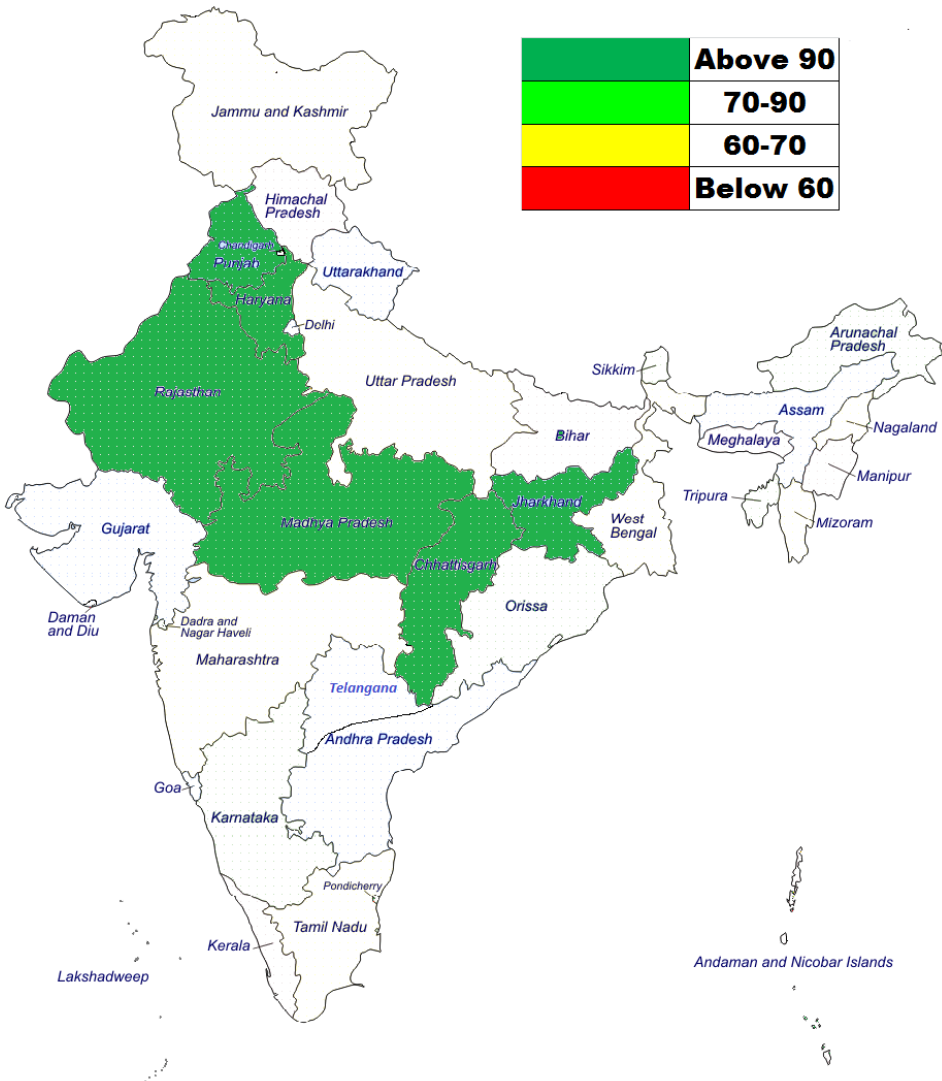 Above 90
70-90
60-70
Below 60
Jammu and Kashmir
Himachal
Pradesh
Chandigarh
Punjab
Uttarakhand
Haryana
Delhi
Rajasthan
Uttar Pradesh
Sikkim
Arunachal
Pradesh
Assam
Nagaland
Bihar
Meghalaya
Manipur
Tripura
Mizoram
Gujarat
Madhya Pradesh
Jharkhand
West
Bengal
Chhattisgarh
Orissa
Daman
and Diu
Dadra and
Nagar Haveli
Maharashtra
Telangana
Andhra Pradesh
Goa
Karnataka
Pondicherry
Tamil Nadu
Kerala
Lakshadweep
Andaman and Nicobar Islands